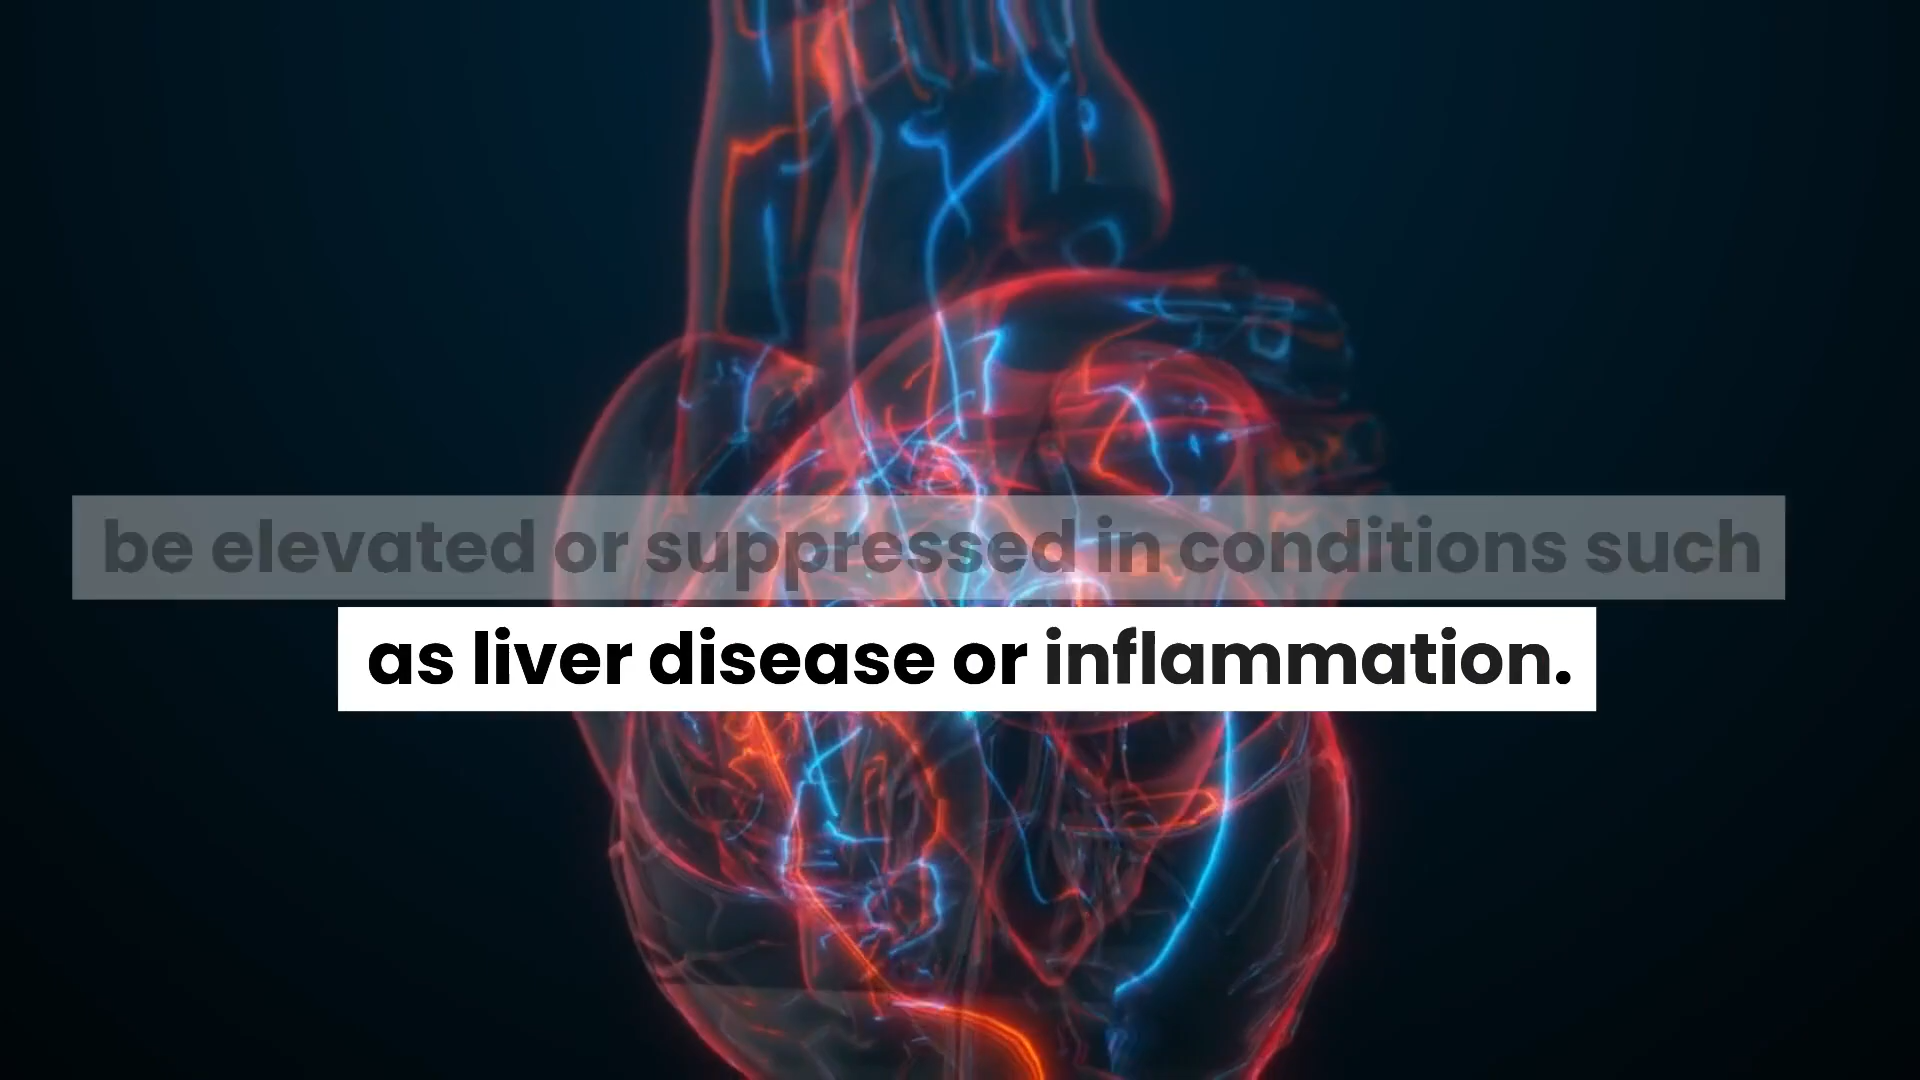 be elevated or suppressed in conditions such
as liver disease or inflammation.